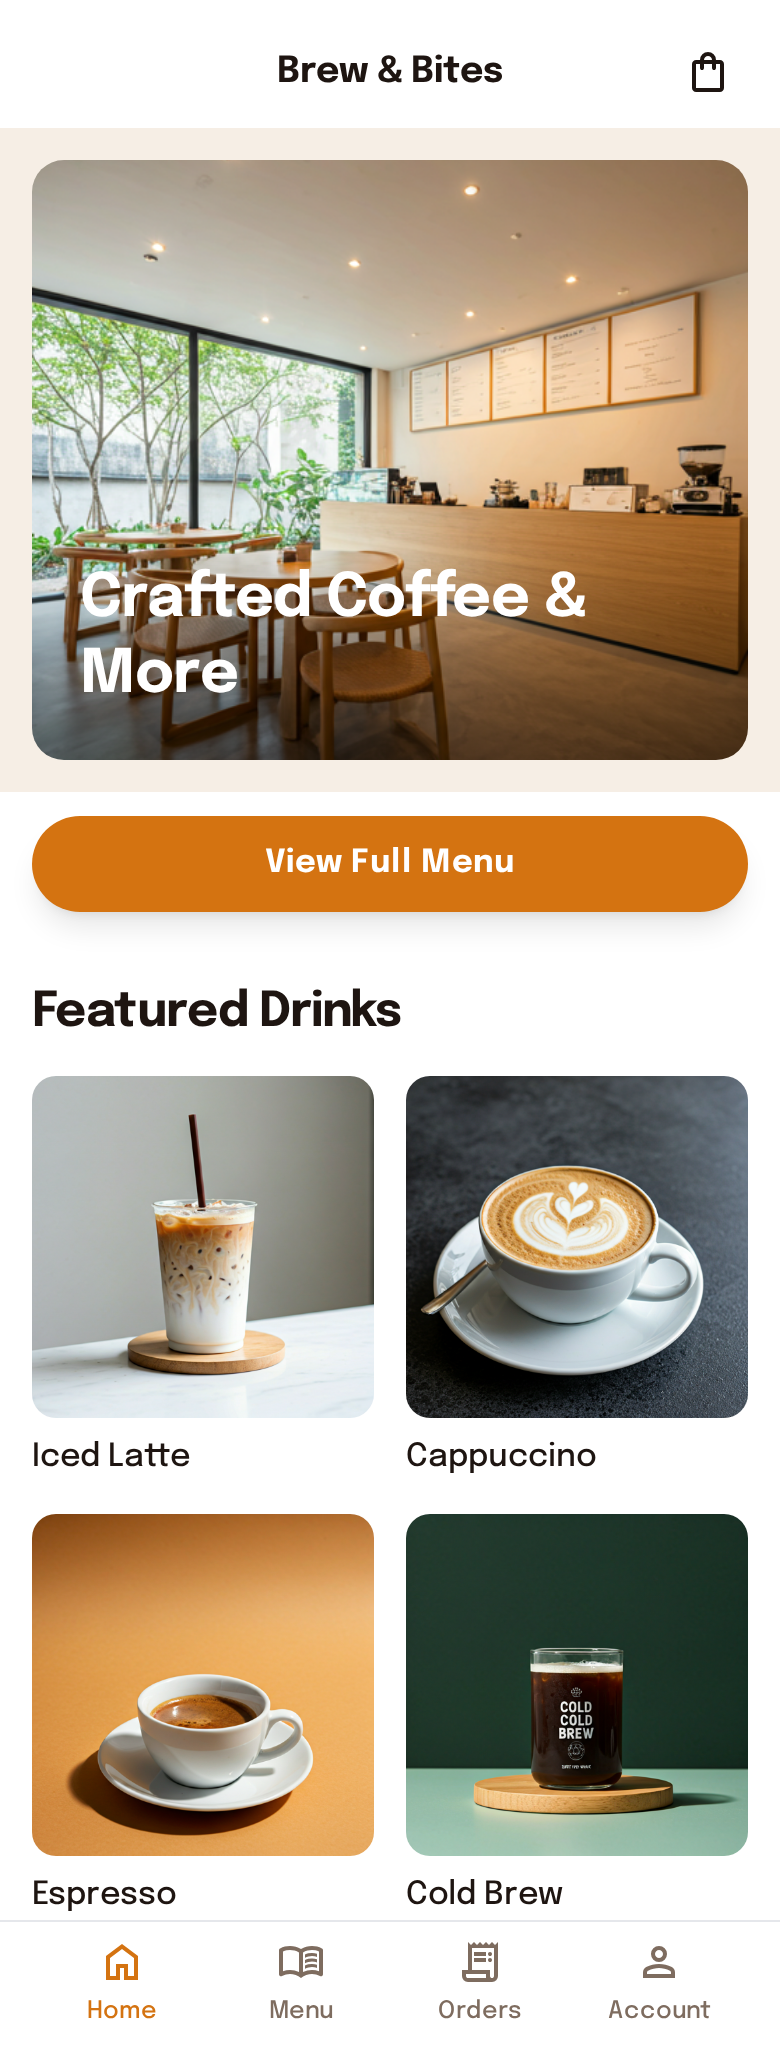 Brew & Bites
Crafted Coffee &
More
View Full Menu
Featured Drinks
Iced Latte
Cappuccino
COLD
COLD
BREW
Espresso
Cold Brew
Home
Menu
Orders
Account